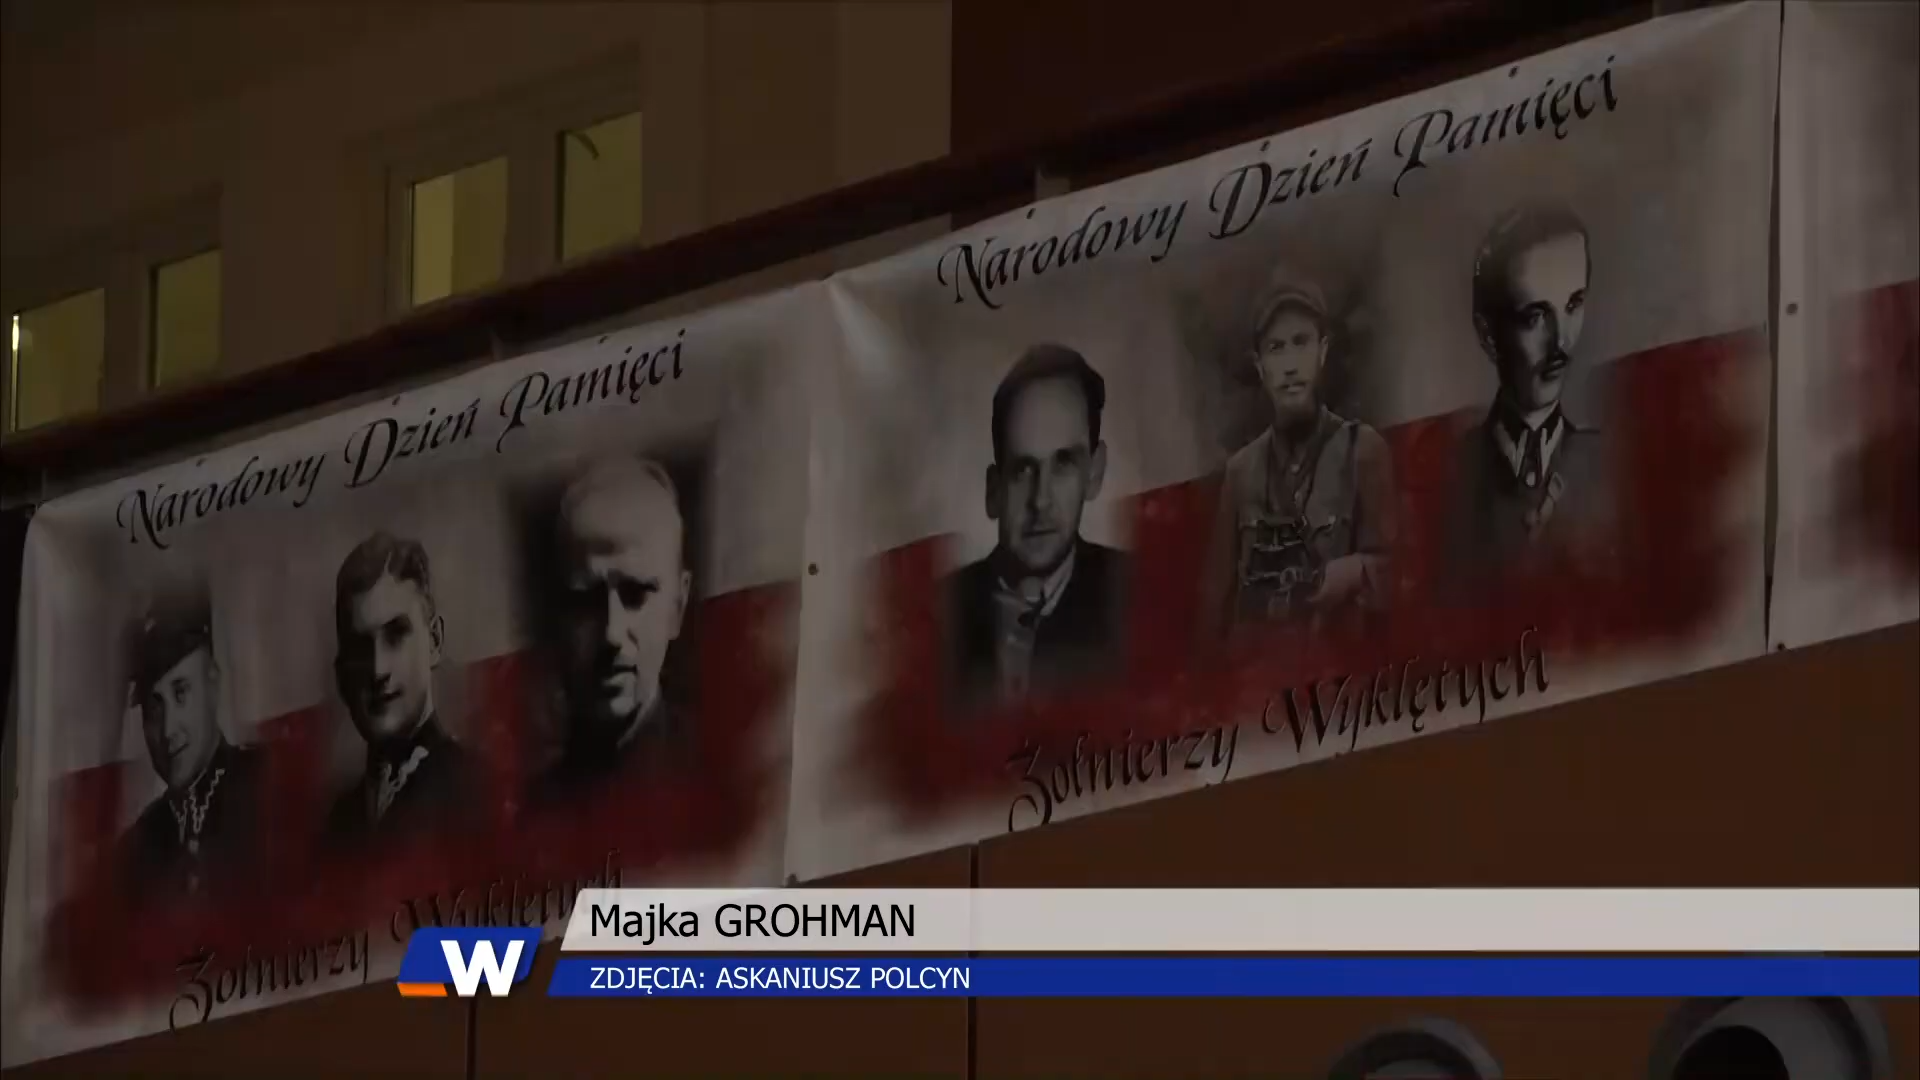 Narodowy Dzień Pamięci
Żołnierzy Wyklętych
Narodowy Dzień Pamięci
Żołnierzy Wyklętych
W
Majka GROHMAN
ZDJĘCIA: ASKANIUSZ POLCYN